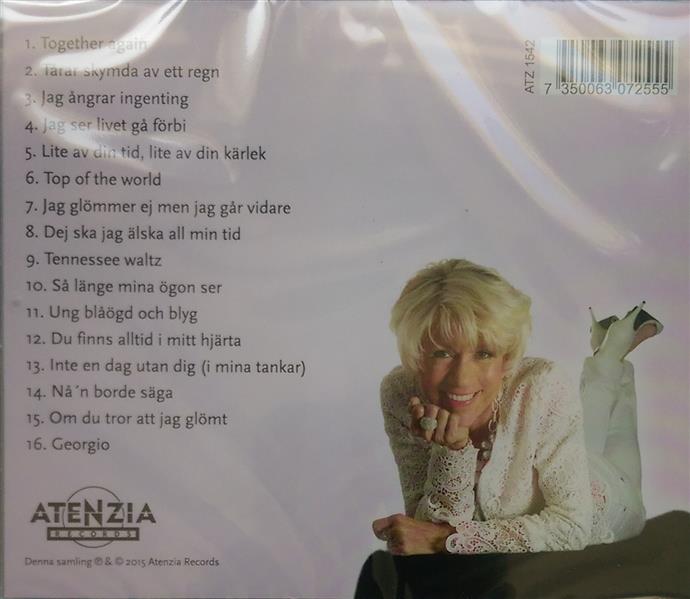 1. Together again
2. Tårar skymda av ett regn
3. Jag ångrar ingenting
4. Jag ser livet gå förbi
5. Lite av din tid, lite av din kärlek
6. Top of the world
7. Jag glömmer ej men jag går vidare
8. Dej ska jag älska all min tid
9. Tennessee waltz
10. Så länge mina ögon ser
11. Ung blåögd och blyg
12. Du finns alltid i mitt hjärta
13. Inte en dag utan dig (i mina tankar)
14. Nå´n borde säga
15. Om du tror att jag glömt
16. Georgio
ATZ 1542
7 350063 072555
ATENZIA
RECORDS
Denna samling ℗ & © 2015 Atenzia Records